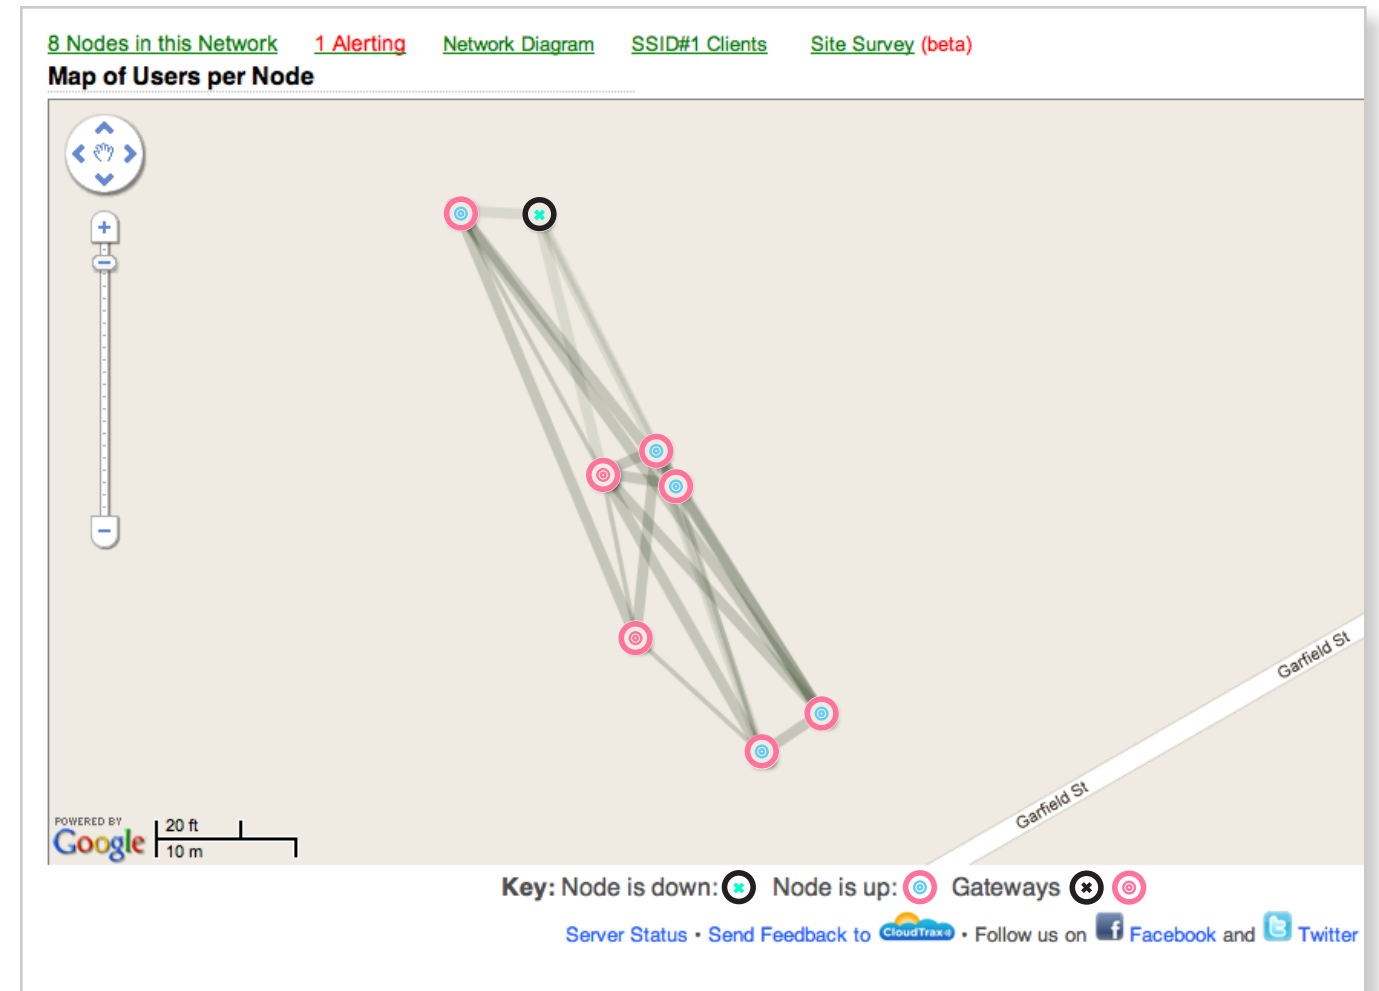 8 Nodes in this Network 1 Alerting Network Diagram SSID#1 Clients Site Survey (beta)
Map of Users per Node
Garfield St
Garfield St
POWERED BY
Google
20 ft
10 m
Key: Node is down: Node is up: Gateways
Server Status • Send Feedback to CloudTrax • Follow us on Facebook and Twitter